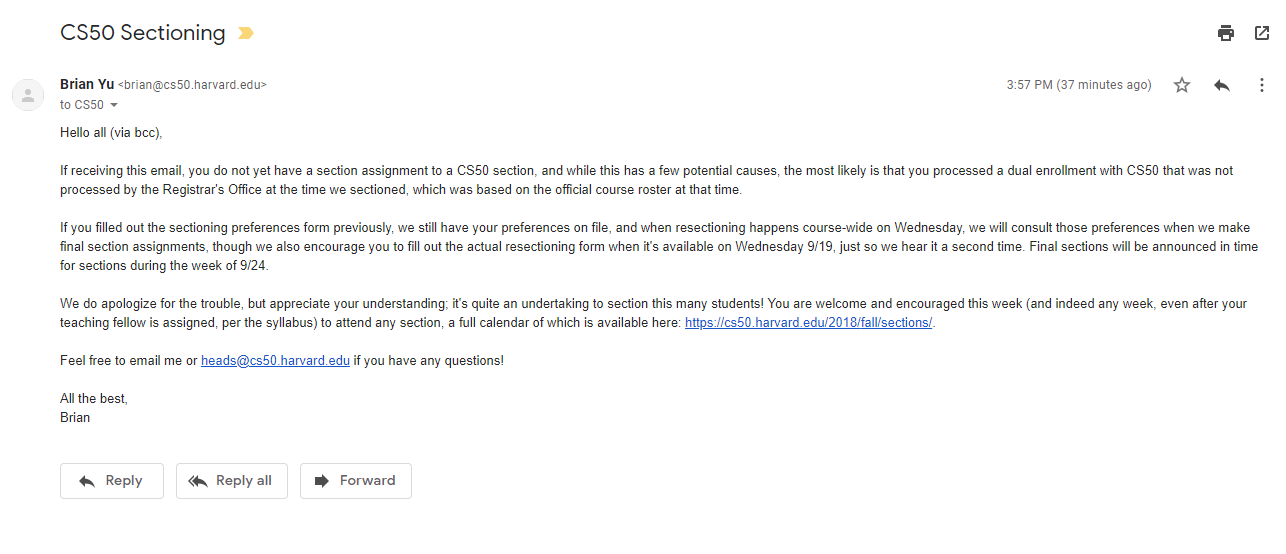 CS50 Sectioning
Brian Yu <brian@cs50.harvard.edu>
3:57 PM (37 minutes ago)
to CS50
Hello all (via bcc),
If receiving this email, you do not yet have a section assignment to a CS50 section, and while this has a few potential causes, the most likely is that you processed a dual enrollment with CS50 that was not
processed by the Registrar's Office at the time we sectioned, which was based on the official course roster at that time.
If you filled out the sectioning preferences form previously, we still have your preferences on file, and when resectioning happens course-wide on Wednesday, we will consult those preferences when we make
final section assignments, though we also encourage you to fill out the actual resectioning form when it's available on Wednesday 9/19, just so we hear it a second time. Final sections will be announced in time
for sections during the week of 9/24.
We do apologize for the trouble, but appreciate your understanding; it's quite an undertaking to section this many students! You are welcome and encouraged this week (and indeed any week, even after your
teaching fellow is assigned, per the syllabus) to attend any section, a full calendar of which is available here: https://cs50.harvard.edu/2018/fall/sections/.
Feel free to email me or heads@cs50.harvard.edu if you have any questions!
All the best,
Brian
Reply
Reply all
Forward